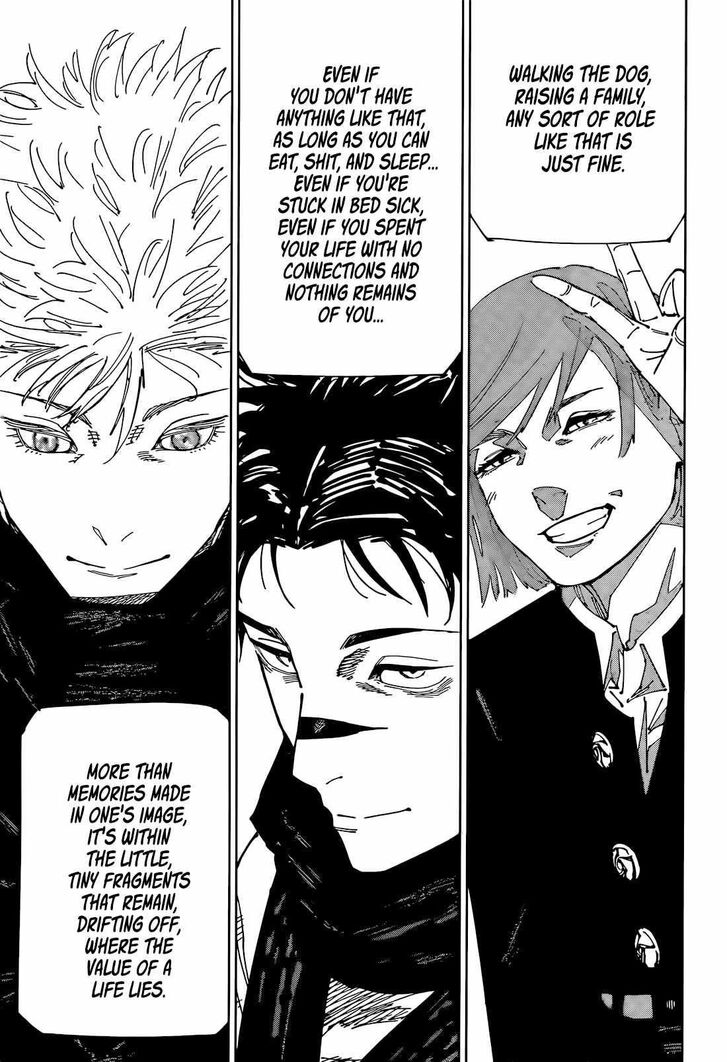 WALKING THE DOG,
RAISING A FAMILY,
ANY SORT OF ROLE
LIKE THAT IS
JUST FINE.
EVEN IF
YOU DON'T HAVE
ANYTHING LIKE THAT,
AS LONG AS YOU CAN
EAT, SHIT, AND SLEEP...
EVEN IF YOU'RE
STUCK IN BED SICK,
EVEN IF YOU SPENT
YOUR LIFE WITH NO
CONNECTIONS AND
NOTHING REMAINS
OF YOU...
MORE THAN
MEMORIES MADE
IN ONE'S IMAGE,
IT'S WITHIN
THE LITTLE,
TINY FRAGMENTS
THAT REMAIN,
DRIFTING OFF,
WHERE THE
VALUE OF A
LIFE LIES.